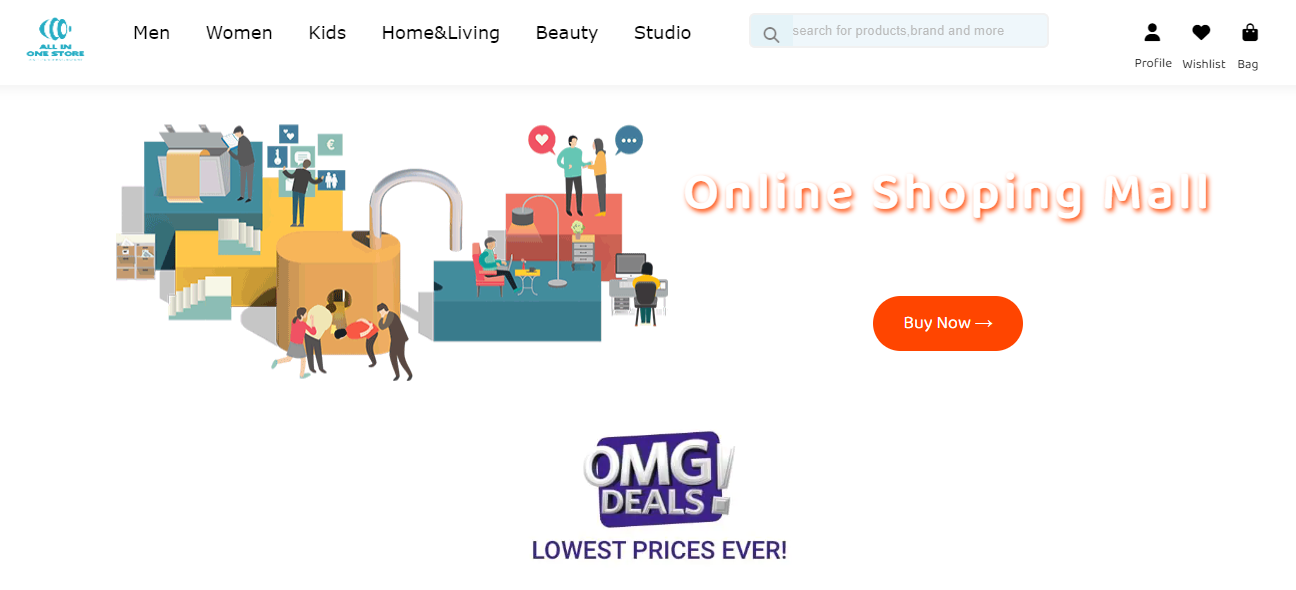 ALL IN
ONE STORE
Men Women Kids Home&Living Beauty Studio
search for products,brand and more
Profile Wishlist Bag
€
Online Shoping Mall
Buy Now →
OMG!
DEALS
LOWEST PRICES EVER!